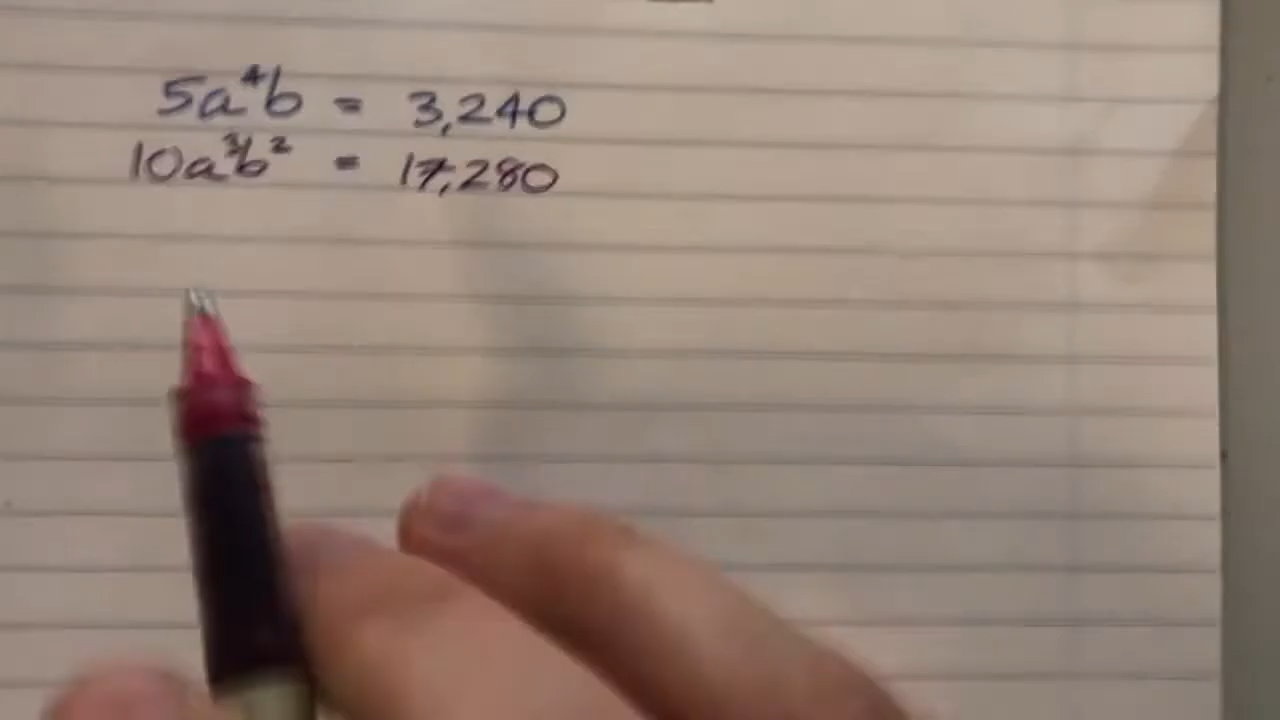 5a⁴b = 3,240
10a³b² = 17,280